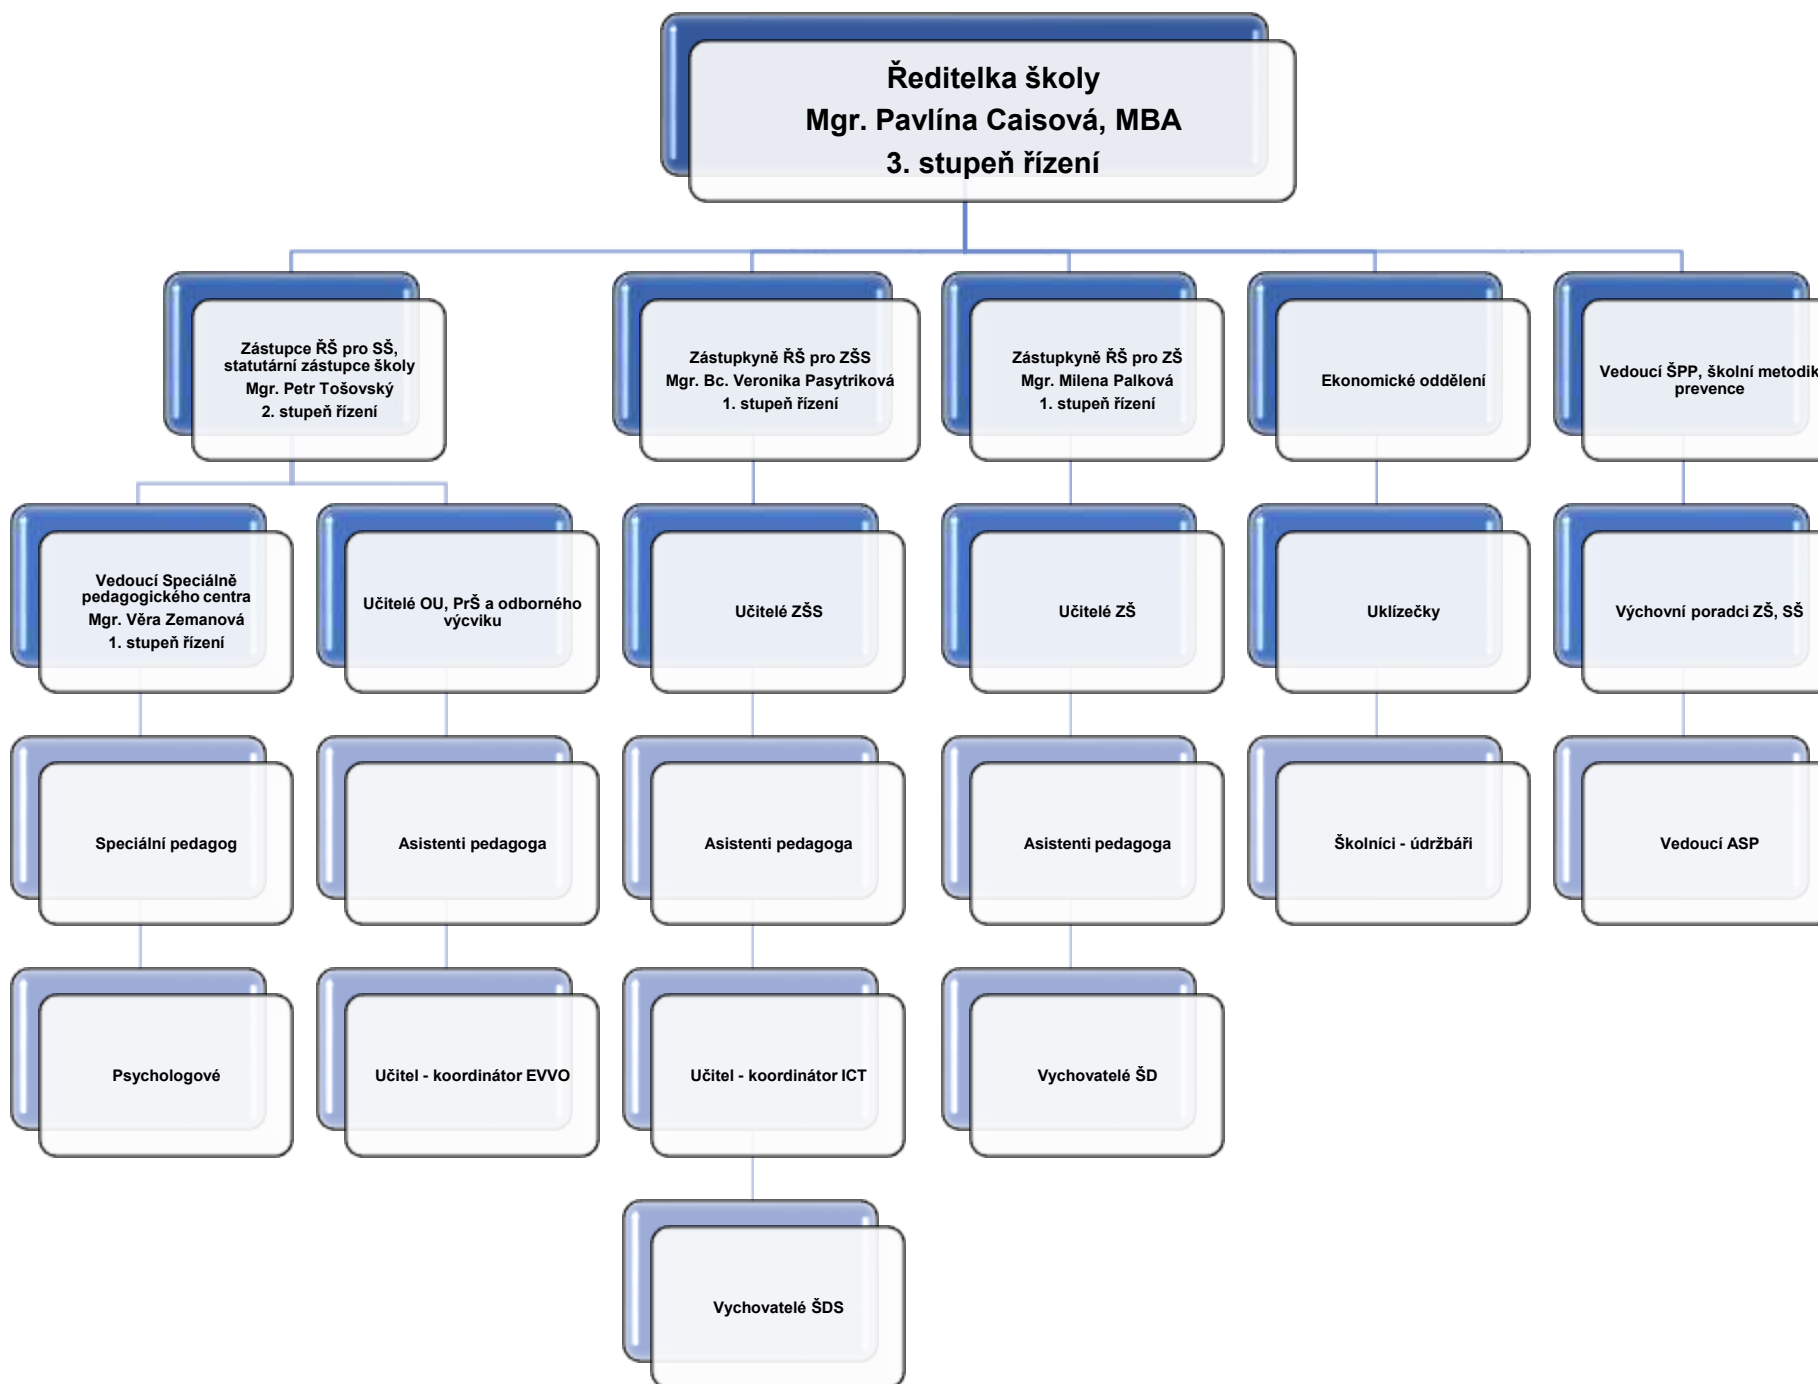 Ředitelka školy
Mgr. Pavlína Caisová, MBA
3. stupeň řízení
Zástupce ŘŠ pro SŠ,
statutární zástupce školy
Mgr. Petr Tošovský
2. stupeň řízení
Zástupkyně ŘŠ pro ZŠS
Mgr. Bc. Veronika Pasytriková
1. stupeň řízení
Zástupkyně ŘŠ pro ZŠ
Mgr. Milena Palková
1. stupeň řízení
Ekonomické oddělení
Vedoucí ŠPP, školní metodik
prevence
Vedoucí Speciálně
pedagogického centra
Mgr. Věra Zemanová
1. stupeň řízení
Učitelé OU, PrŠ a odborného
výcviku
Učitelé ZŠS
Učitelé ZŠ
Uklízečky
Výchovní poradci ZŠ, SŠ
Speciální pedagog
Asistenti pedagoga
Asistenti pedagoga
Asistenti pedagoga
Školníci - údržbáři
Vedoucí ASP
Psychologové
Učitel - koordinátor EVVO
Učitel - koordinátor ICT
Vychovatelé ŠD
Vychovatelé ŠDS